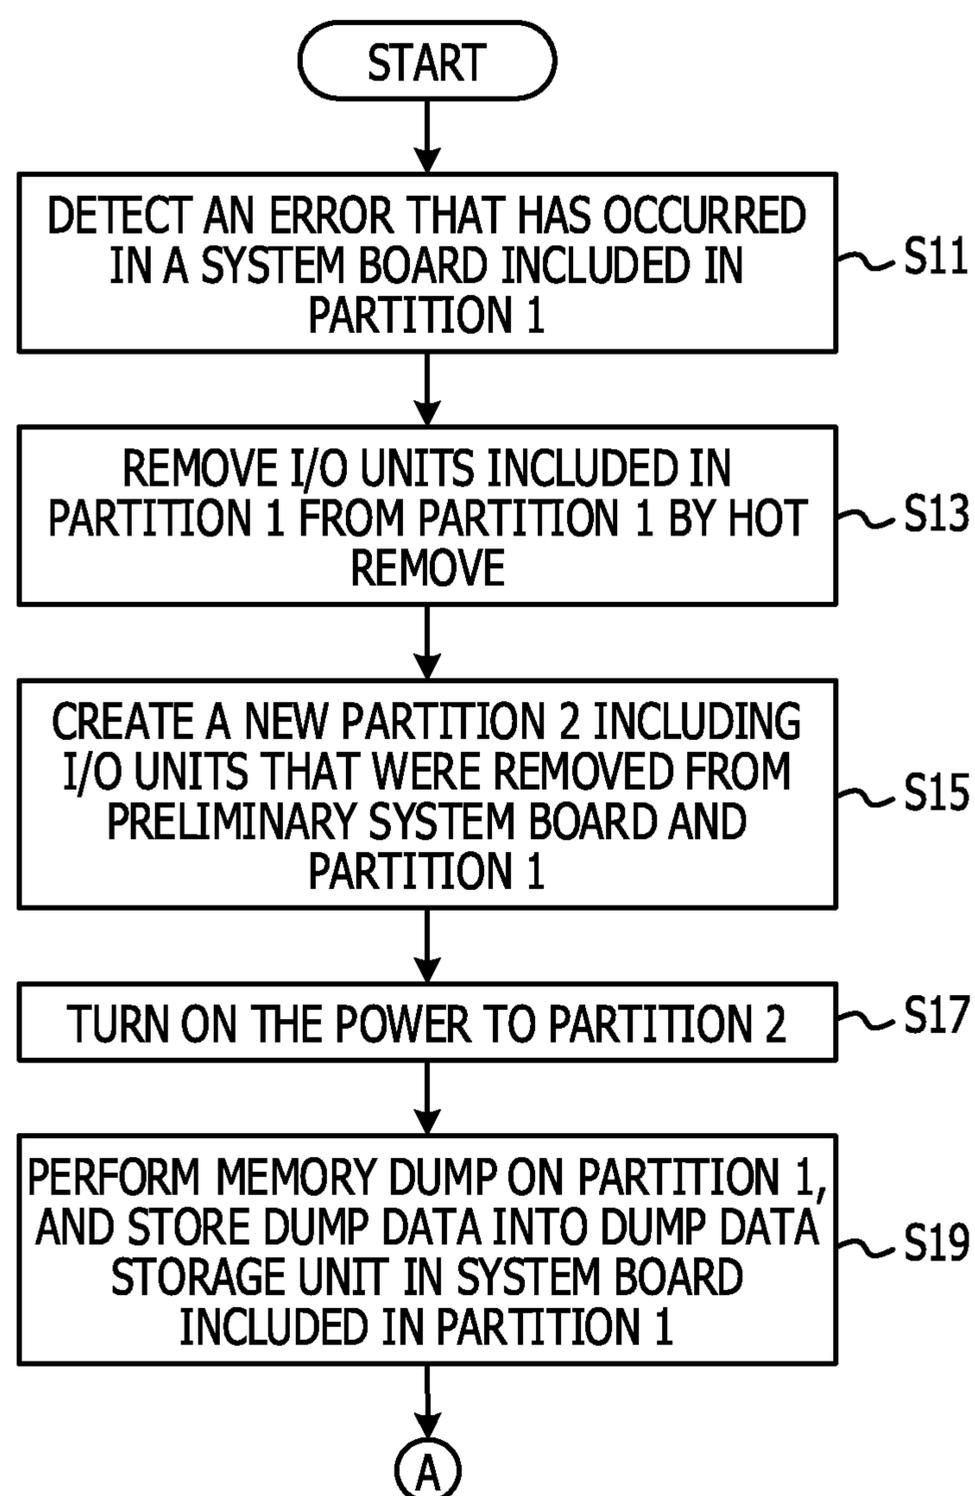 START
DETECT AN ERROR THAT HAS OCCURRED
IN A SYSTEM BOARD INCLUDED IN
PARTITION 1
S11
REMOVE I/O UNITS INCLUDED IN
PARTITION 1 FROM PARTITION 1 BY HOT
REMOVE
S13
CREATE A NEW PARTITION 2 INCLUDING
I/O UNITS THAT WERE REMOVED FROM
PRELIMINARY SYSTEM BOARD AND
PARTITION 1
S15
TURN ON THE POWER TO PARTITION 2
S17
PERFORM MEMORY DUMP ON PARTITION 1,
AND STORE DUMP DATA INTO DUMP DATA
STORAGE UNIT IN SYSTEM BOARD
INCLUDED IN PARTITION 1
S19
A